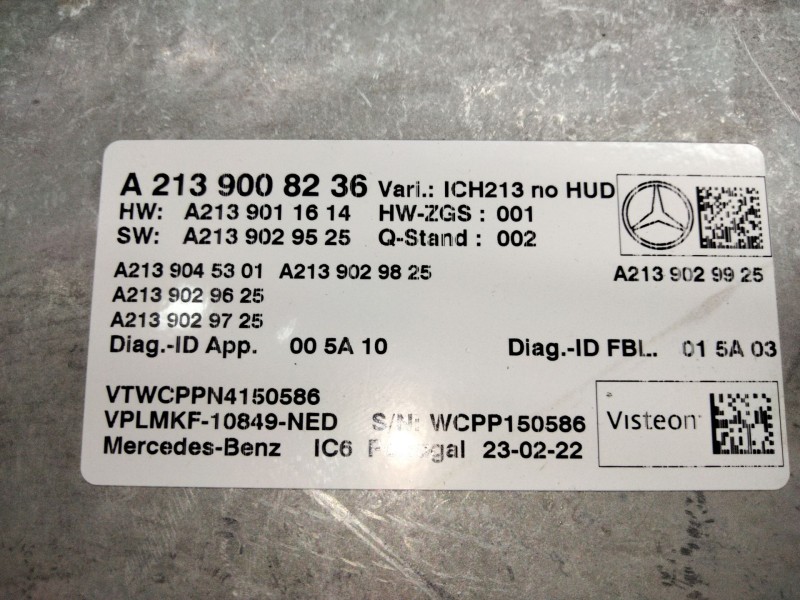 A 213 900 8236 Vari.: ICH213 no HUD
HW: A213 901 16 14 HW-ZGS : 001
SW: A213 902 95 25 Q-Stand : 002
A213 904 53 01 A213 902 98 25 A213 902 99 25
A213 902 96 25
A213 902 97 25
Diag.-ID App. 00 5A 10 Diag.-ID FBL. 01 5A 03
VTWCPPN4150586
VPLMKF-10849-NED S/N: WCPP150586 Visteon
Mercedes-Benz IC6 Portugal 23-02-22